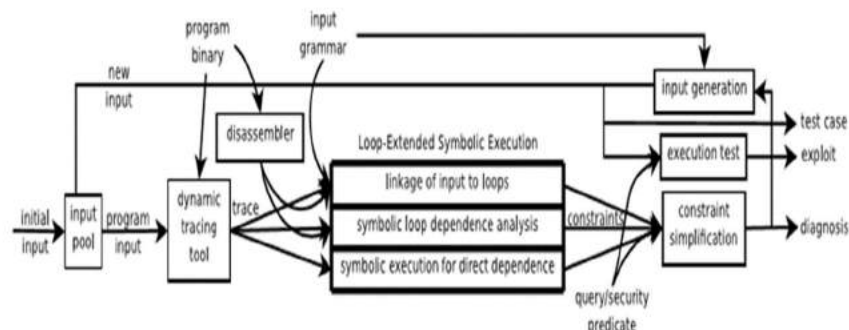 program
binary
input
grammar
new
input
input generation
disassembler
Loop-Extended Symbolic Execution
test case
execution test
exploit
linkage of input to loops
initial
input
input
pool
program
input
dynamic
tracing
tool
trace
symbolic loop dependence analysis
constraints
constraint
simplification
diagnosis
symbolic execution for direct dependence
query/security
predicate